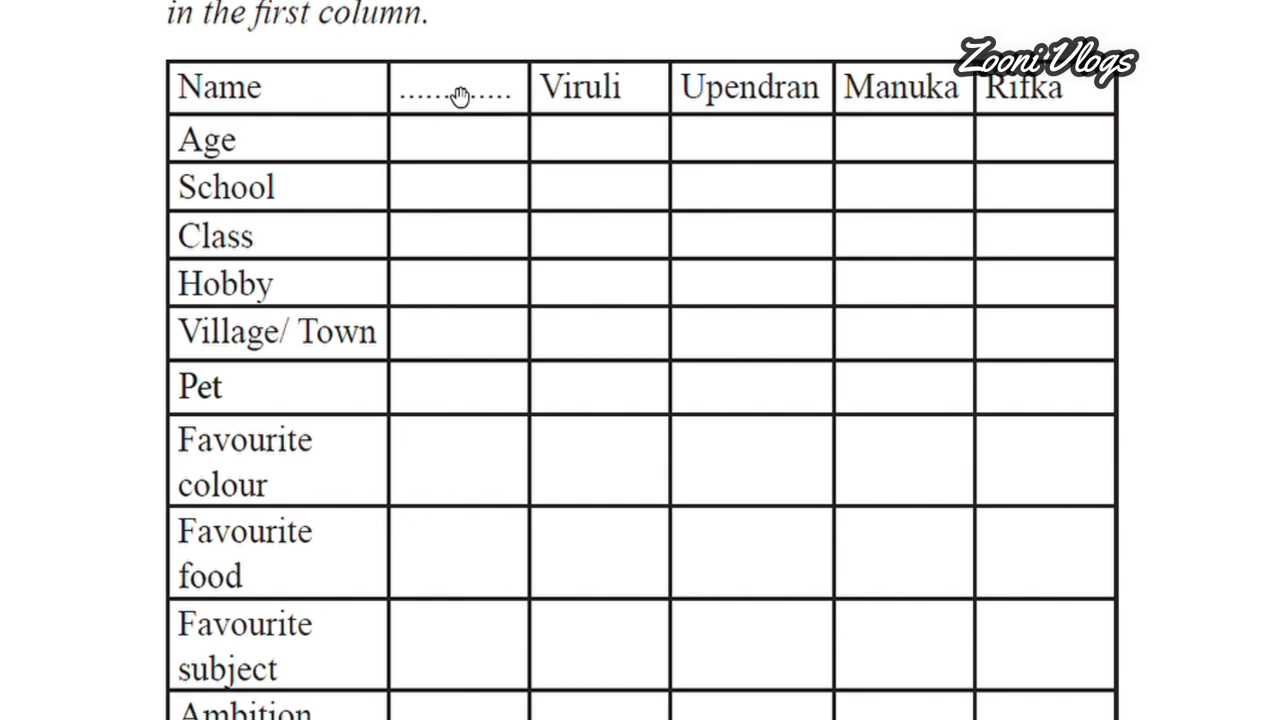 in the first column.
Zooni Vlogs
Name ............ Viruli Upendran Manuka Rifka
Age
School
Class
Hobby
Village/ Town
Pet
Favourite
colour
Favourite
food
Favourite
subject
Ambition